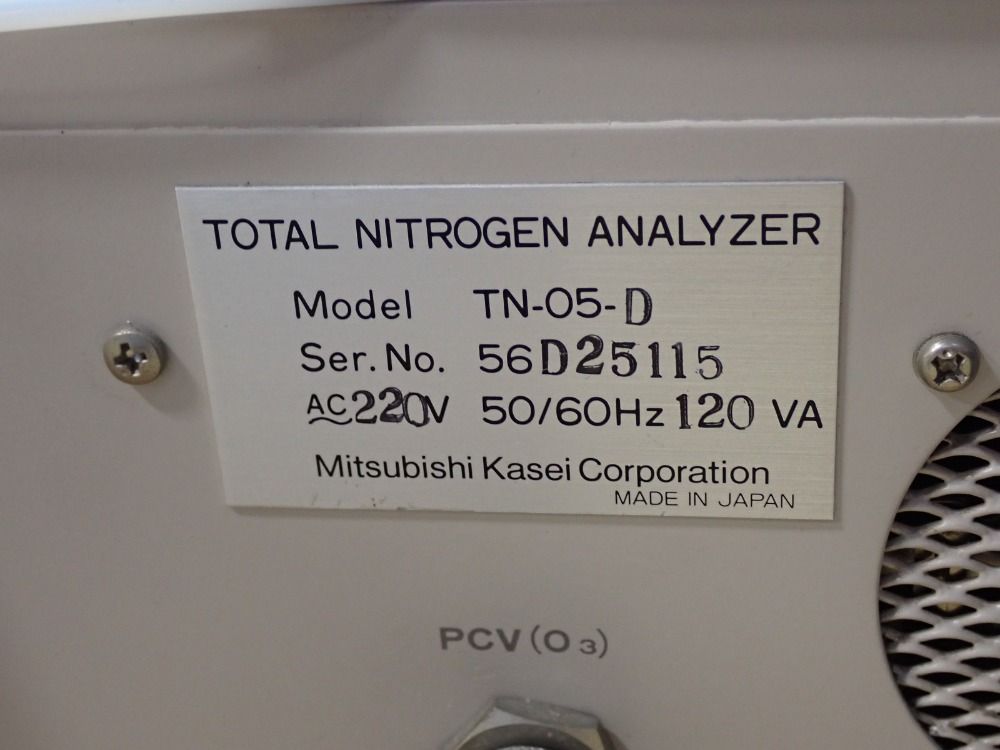 TOTAL NITROGEN ANALYZER
Model TN-05-D
Ser. No. 56D25115
AC220V 50/60Hz 120 VA
Mitsubishi Kasei Corporation
MADE IN JAPAN
PCV(O₃)